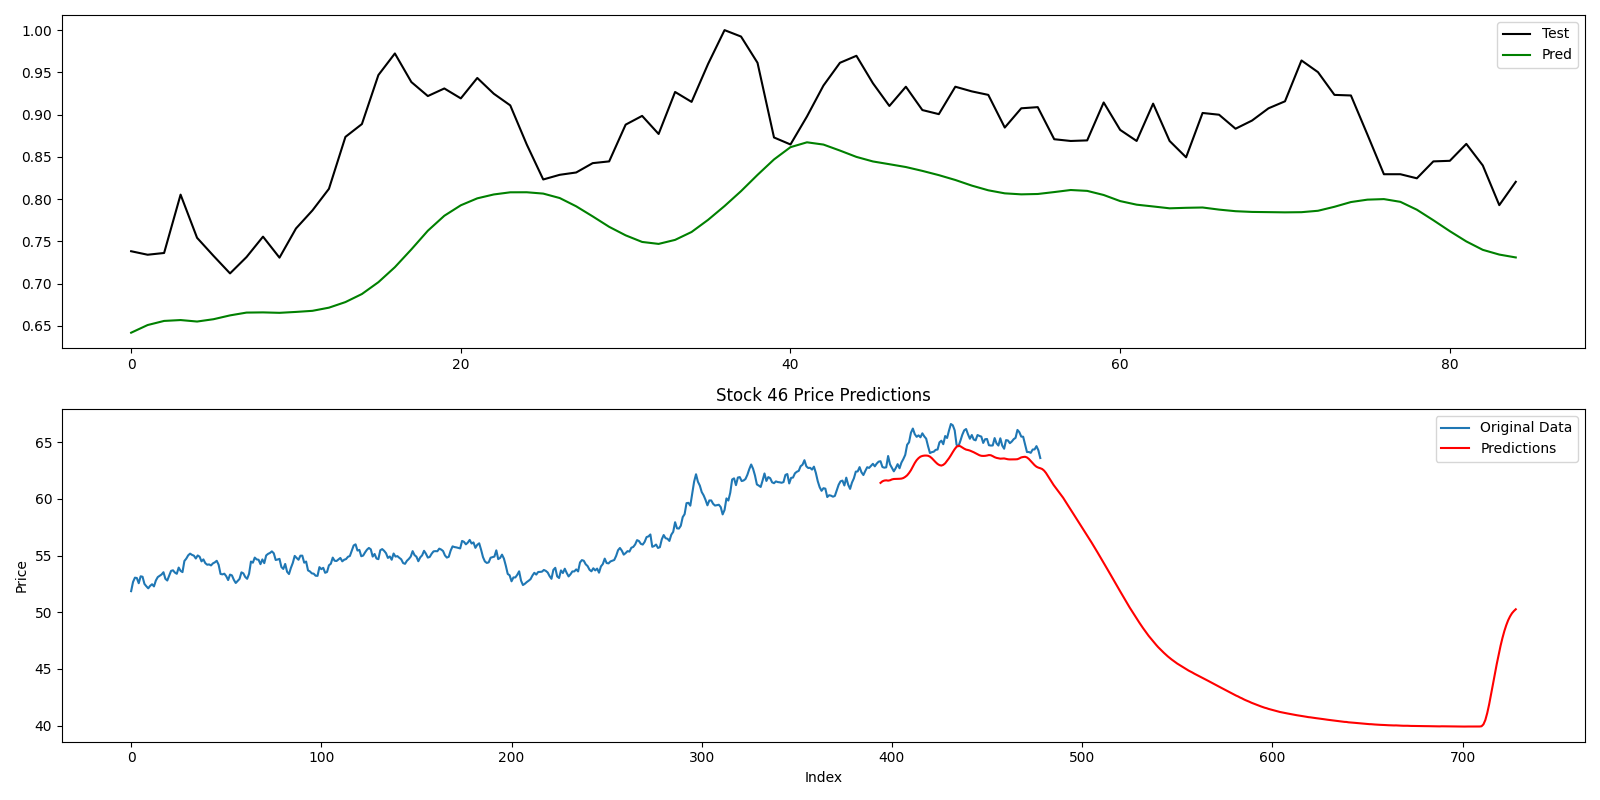 1.00
0.95
0.90
0.85
0.80
0.75
0.70
0.65
Test
Pred
0 20 40 60 80
Stock 46 Price Predictions
Original Data
Predictions
65
60
55
50
45
40
Price
0 100 200 300 400 500 600 700
Index